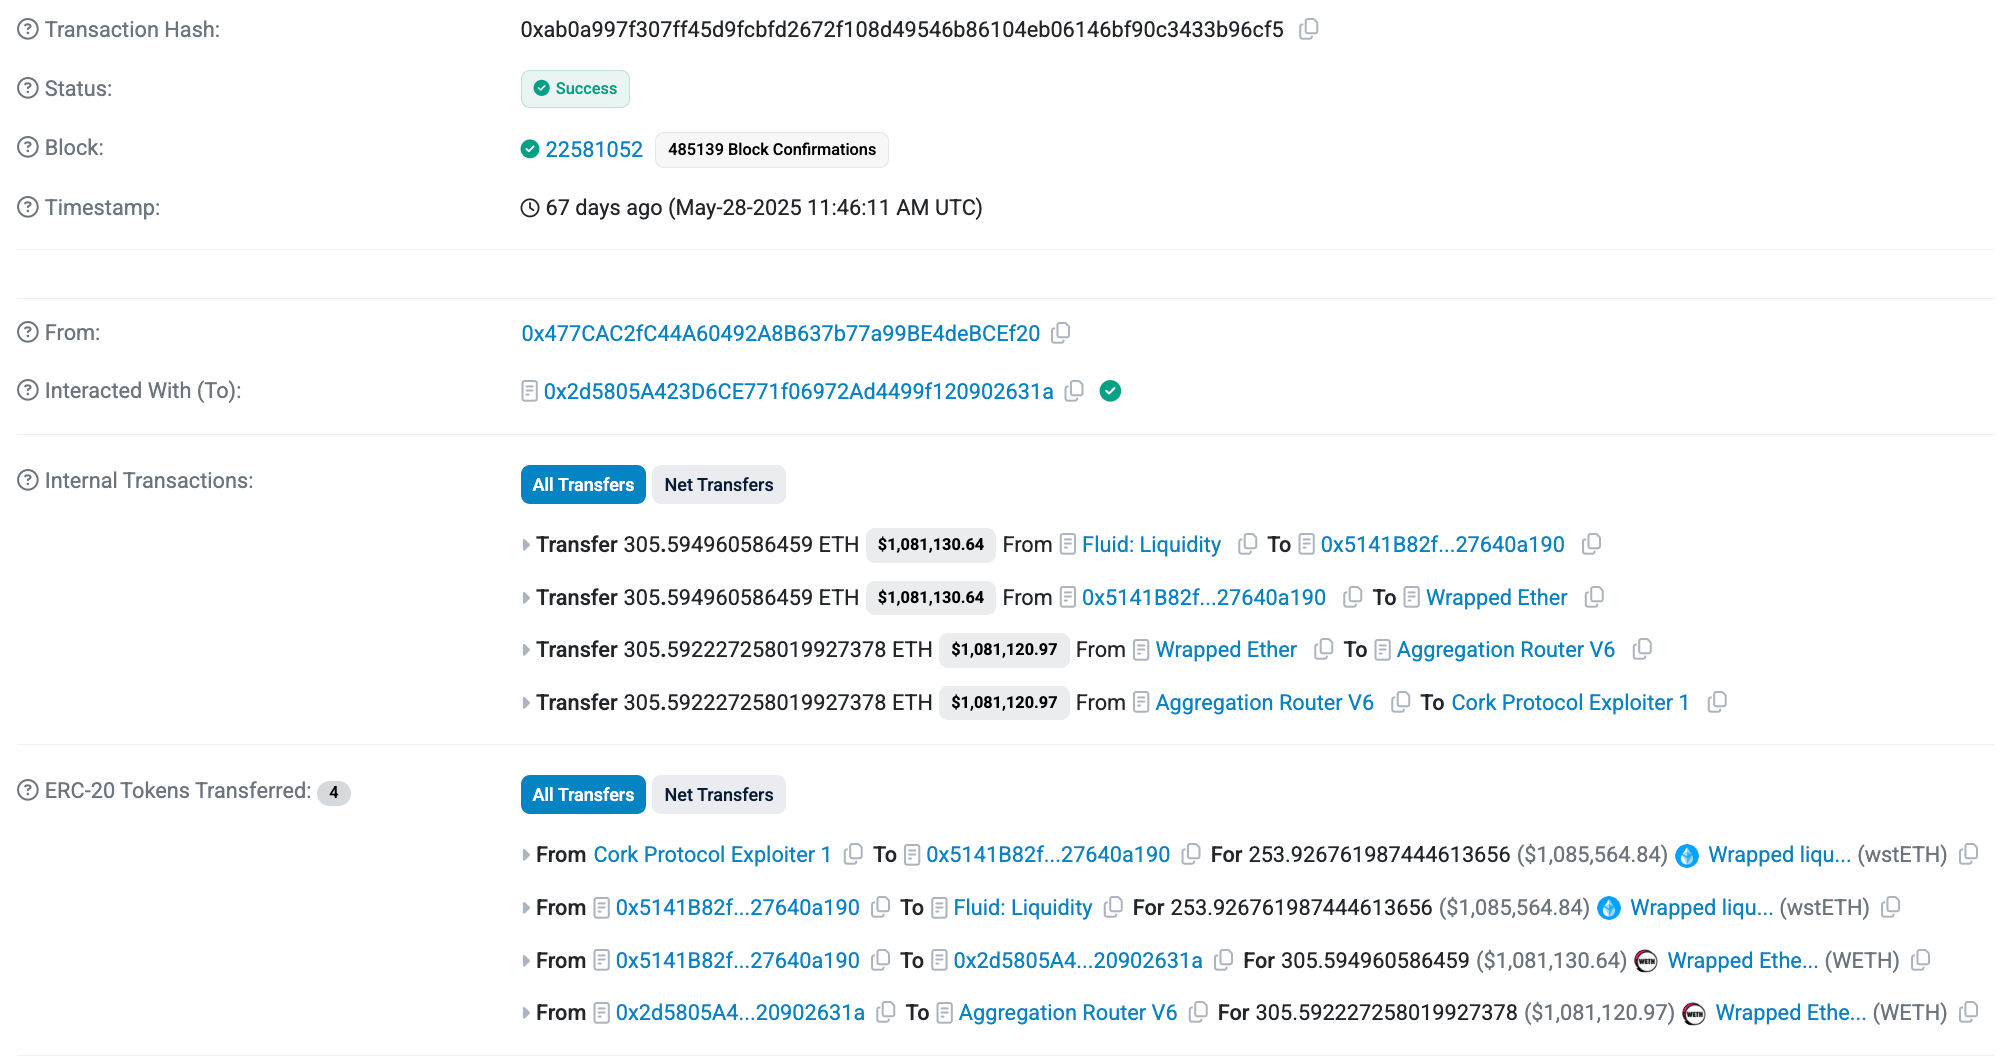 Transaction Hash: 0xab0a997f307ff45d9fcbfd2672f108d49546b86104eb06146bf90c3433b96cf5
Status: Success
Block: 22581052 485139 Block Confirmations
Timestamp: 67 days ago (May-28-2025 11:46:11 AM UTC)
From: 0x477CAC2fC44A60492A8B637b77a99BE4deBCEf20
Interacted With (To): 0x2d5805A423D6CE771f06972Ad4499f120902631a
Internal Transactions: All Transfers Net Transfers
Transfer 305.594960586459 ETH $1,081,130.64 From Fluid: Liquidity To 0x5141B82f...27640a190
Transfer 305.594960586459 ETH $1,081,130.64 From 0x5141B82f...27640a190 To Wrapped Ether
Transfer 305.592227258019927378 ETH $1,081,120.97 From Wrapped Ether To Aggregation Router V6
Transfer 305.592227258019927378 ETH $1,081,120.97 From Aggregation Router V6 To Cork Protocol Exploiter 1
ERC-20 Tokens Transferred: 4 All Transfers Net Transfers
From Cork Protocol Exploiter 1 To 0x5141B82f...27640a190 For 253.926761987444613656 ($1,085,564.84) Wrapped liqu... (wstETH)
From 0x5141B82f...27640a190 To Fluid: Liquidity For 253.926761987444613656 ($1,085,564.84) Wrapped liqu... (wstETH)
From 0x5141B82f...27640a190 To 0x2d5805A4...20902631a For 305.594960586459 ($1,081,130.64) WETH Wrapped Ethe... (WETH)
From 0x2d5805A4...20902631a To Aggregation Router V6 For 305.592227258019927378 ($1,081,120.97) WETH Wrapped Ethe... (WETH)